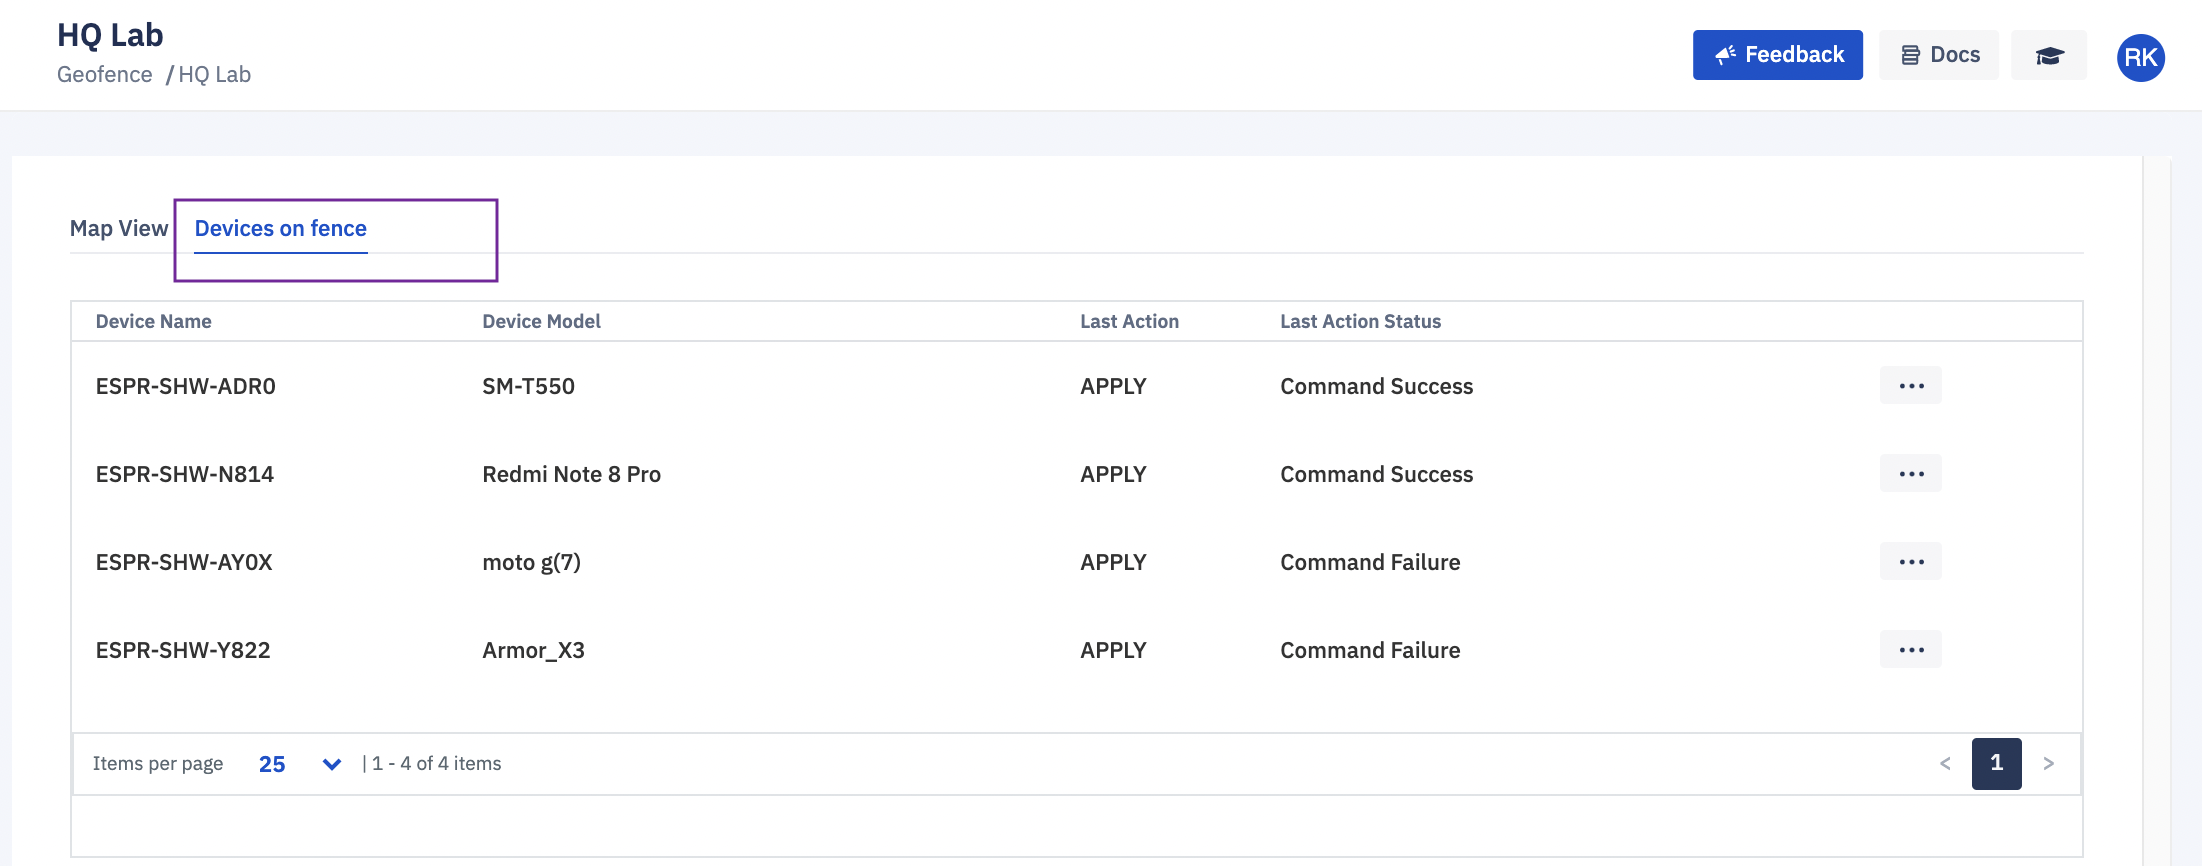 HQ Lab
Geofence / HQ Lab
Feedback
Docs
RK
Map View
Devices on fence
Device Name Device Model Last Action Last Action Status
ESPR-SHW-ADR0 SM-T550 APPLY Command Success
ESPR-SHW-N814 Redmi Note 8 Pro APPLY Command Success
ESPR-SHW-AY0X moto g(7) APPLY Command Failure
ESPR-SHW-Y822 Armor_X3 APPLY Command Failure
Items per page 25 | 1 - 4 of 4 items < 1 >